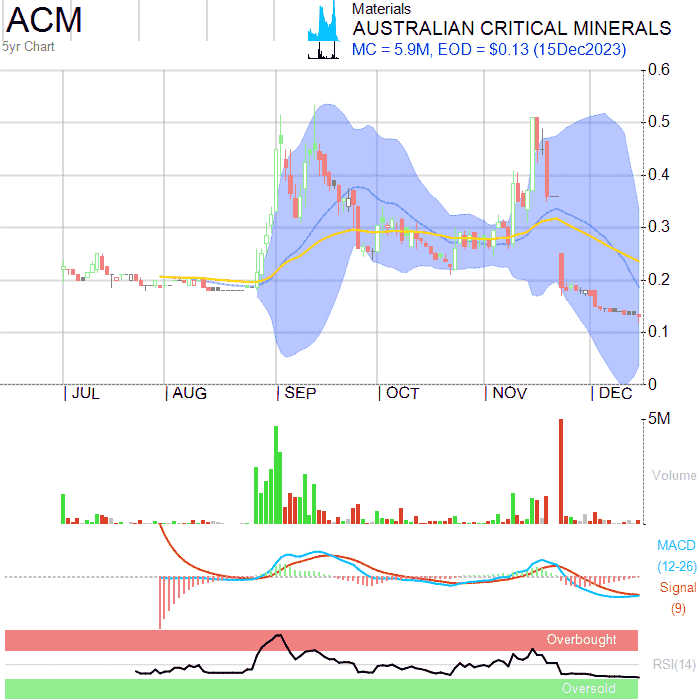 ACM
5yr Chart
Materials
AUSTRALIAN CRITICAL MINERALS
MC = 5.9M, EOD = $0.13 (15Dec2023)
0.6
0.5
0.4
0.3
0.2
0.1
0
JUL AUG SEP OCT NOV DEC
5M
Volume
MACD
(12-26)
Signal
(9)
Overbought
RSI(14)
Oversold